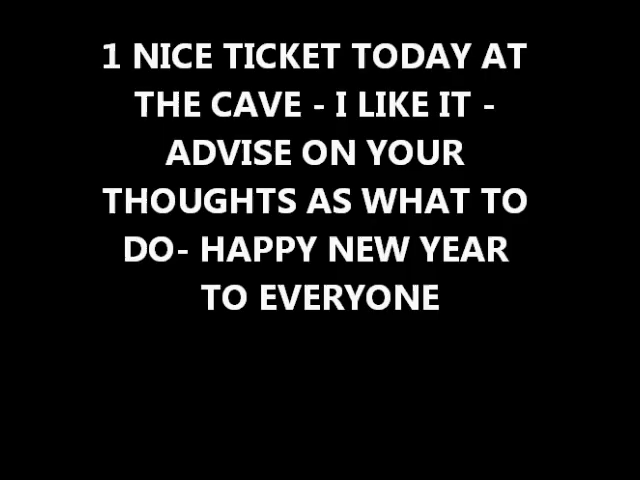 1 NICE TICKET TODAY AT
THE CAVE - I LIKE IT -
ADVISE ON YOUR
THOUGHTS AS WHAT TO
DO- HAPPY NEW YEAR
TO EVERYONE